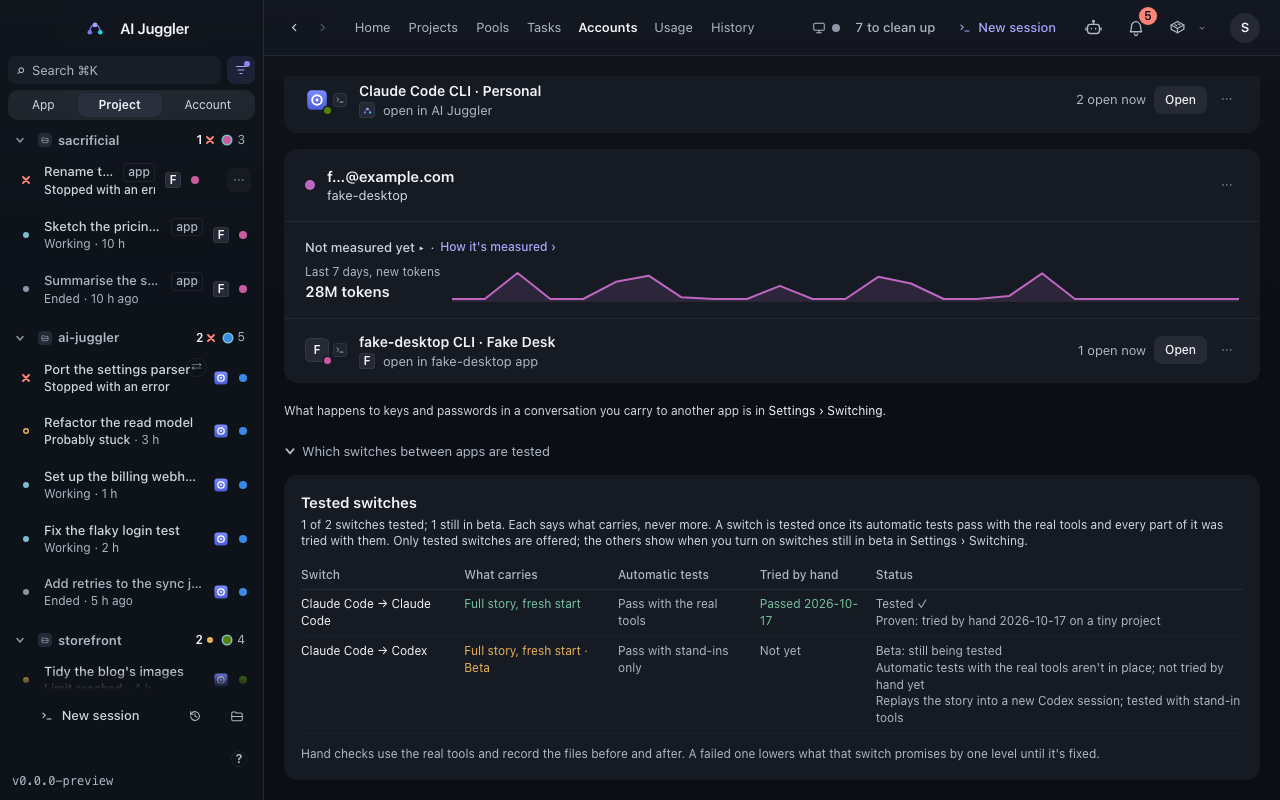 AI Juggler
Search ⌘K
App Project Account
sacrificial 1 3
Rename t... app F
Stopped with an err
Sketch the pricin... app F
Working · 10 h
Summarise the s... app F
Ended · 10 h ago
ai-juggler 2 5
Port the settings parser
Stopped with an error
Refactor the read model
Probably stuck · 3 h
Set up the billing webh...
Working · 1 h
Fix the flaky login test
Working · 2 h
Add retries to the sync j...
Ended · 5 h ago
storefront 2 4
Tidy the blog's images
New session
?
v0.0.0-preview
Home Projects Pools Tasks Accounts Usage History
7 to clean up
New session
5
S
Claude Code CLI · Personal
open in AI Juggler
2 open now Open ···
f...@example.com
fake-desktop
···
Not measured yet ▸ · How it's measured ›
Last 7 days, new tokens
28M tokens
F fake-desktop CLI · Fake Desk
F open in fake-desktop app
1 open now Open ···
What happens to keys and passwords in a conversation you carry to another app is in Settings › Switching.
Which switches between apps are tested
Tested switches
1 of 2 switches tested; 1 still in beta. Each says what carries, never more. A switch is tested once its automatic tests pass with the real tools and every part of it was
tried with them. Only tested switches are offered; the others show when you turn on switches still in beta in Settings › Switching.
Switch What carries Automatic tests Tried by hand Status
Claude Code → Claude
Code
Full story, fresh start
Pass with the real
tools
Passed 2026-10-
17
Tested ✓
Proven: tried by hand 2026-10-17 on a tiny project
Claude Code → Codex
Full story, fresh start ·
Beta
Pass with stand-ins
only
Not yet
Beta: still being tested
Automatic tests with the real tools aren't in place; not tried by
hand yet
Replays the story into a new Codex session; tested with stand-in
tools
Hand checks use the real tools and record the files before and after. A failed one lowers what that switch promises by one level until it's fixed.